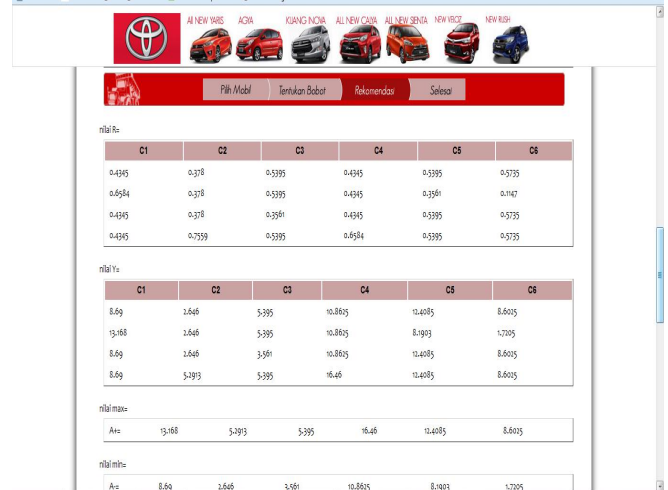 All NEW YARIS AGYA KIJANG INOVA ALL NEW CALYA ALL NEW SIENTA NEW VELOZ NEW RUSH
Pilih Mobil Tentukan Bobot Rekomendasi Selesai
nilai R=
C1 C2 C3 C4 C5 C6
0.4345 0.378 0.5395 0.4345 0.5395 0.5735
0.6584 0.378 0.5395 0.4345 0.3561 0.1147
0.4345 0.378 0.3561 0.4345 0.5395 0.5735
0.4345 0.7559 0.5395 0.6584 0.5395 0.5735
nilai Y=
C1 C2 C3 C4 C5 C6
8.69 2.646 5.395 10.8625 12.4085 8.6025
13.168 2.646 5.395 10.8625 8.1903 1.7205
8.69 2.646 3.561 10.8625 12.4085 8.6025
8.69 5.2913 5.395 16.46 12.4085 8.6025
nilai max=
A+= 13.168 5.2913 5.395 16.46 12.4085 8.6025
nilai min=
A-= 8.69 2.646 3.561 10.8625 8.1903 1.7205